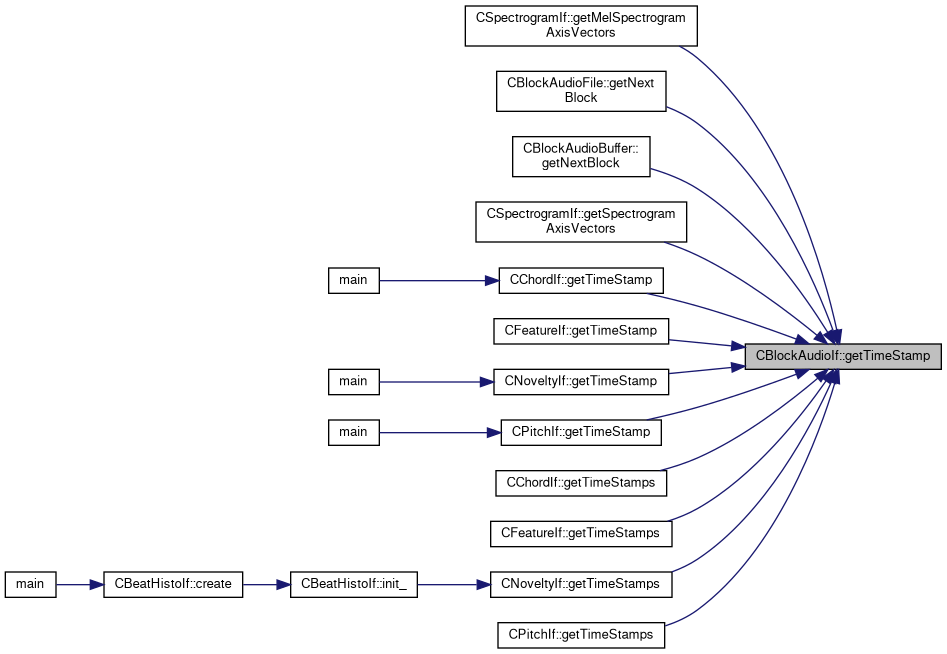 CSpectrogramIf::getMelSpectrogram
AxisVectors
CBlockAudioFile::getNext
Block
CBlockAudioBuffer::
getNextBlock
CSpectrogramIf::getSpectrogram
AxisVectors
main
CChordIf::getTimeStamp
CFeatureIf::getTimeStamp
CBlockAudioIf::getTimeStamp
main
CNoveltyIf::getTimeStamp
main
CPitchIf::getTimeStamp
CChordIf::getTimeStamps
CFeatureIf::getTimeStamps
main
CBeatHistoIf::create
CBeatHistoIf::init_
CNoveltyIf::getTimeStamps
CPitchIf::getTimeStamps